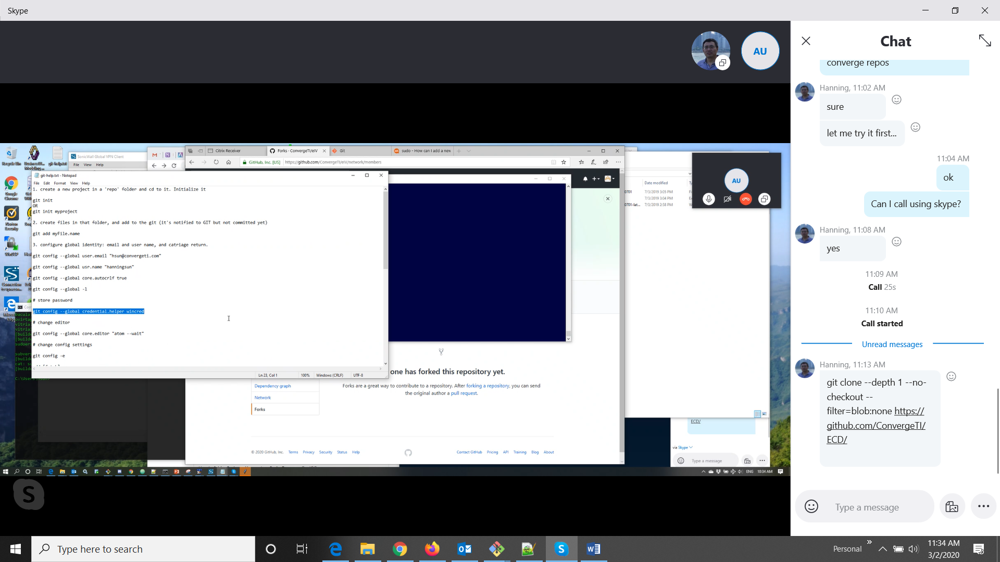 Skype
AU
Chat
converge repos
Hanning, 11:02 AM
sure
let me try it first...
11:04 AM
ok
Can I call using skype?
Hanning, 11:08 AM
yes
11:09 AM
Call 25s
11:10 AM
Call started
Unread messages
Hanning, 11:13 AM
git clone --depth 1 --no-
checkout --
filter=blob:none https://
github.com/ConvergeTI/
ECD/
Type a message
Recycle Bin
git-help.txt
SonicWall Global VPN Client
File View Help
Citrix Receiver
Forks · ConvergeTI/eIV
Git
sudo - How can I add a new
GitHub, Inc. [US]
https://github.com/ConvergeTI/eIV/network/members
git-help.txt - Notepad
File Edit Format View Help
1. create a new project in a 'repo' folder and cd to it. Initialize it
git init
OR
git init myproject
2. create files in that folder, and add to the git (it's notified to GIT but not committed yet)
git add myFile.name
3. configure global identity: email and user name, and catriage return.
git config --global user.email "hsun@convergeti.com"
git config --global usr.name "hanningsun"
git config --global core.autocrlf true
git config --global -l
# store password
git config --global credential.helper wincred
# change editor
git config --global core.editor "atom --wait"
# change config settings
git config -e
Ln 23, Col 1
100%
Windows (CRLF)
UTF-8
Google
Chrome
Norton
Security
WinSCP
Date modified
0701
7/3/2019 3:05 PM
7/3/2019 3:04 PM
0701-lat...
7/3/2019 2:58 PM
AU
one has forked this repository yet.
Forks are a great way to contribute to a repository. After forking a repository, you can send
the original author a pull request.
Dependency graph
Network
Forks
© 2020 GitHub, Inc. Terms Privacy Security Status Help
Contact GitHub Pricing API Training Blog About
ECD/
via Skype
Type a message
ENG 10:34 AM
Type here to search
Personal
11:34 AM
3/2/2020